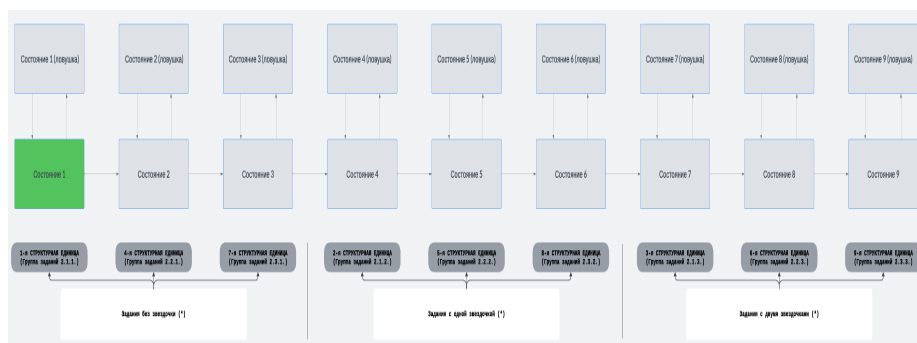 Состояние 1 (ловушка)
Состояние 2 (ловушка)
Состояние 3 (ловушка)
Состояние 4 (ловушка)
Состояние 5 (ловушка)
Состояние 6 (ловушка)
Состояние 7 (ловушка)
Состояние 8 (ловушка)
Состояние 9 (ловушка)
Состояние 1
Состояние 2
Состояние 3
Состояние 4
Состояние 5
Состояние 6
Состояние 7
Состояние 8
Состояние 9
1-я СТРУКТУРНАЯ ЕДИНИЦА
(Группа заданий 2.1.1.)
4-я СТРУКТУРНАЯ ЕДИНИЦА
(Группа заданий 2.2.1.)
7-я СТРУКТУРНАЯ ЕДИНИЦА
(Группа заданий 2.3.1.)
2-я СТРУКТУРНАЯ ЕДИНИЦА
(Группа заданий 2.1.2.)
5-я СТРУКТУРНАЯ ЕДИНИЦА
(Группа заданий 2.2.2.)
8-я СТРУКТУРНАЯ ЕДИНИЦА
(Группа заданий 2.3.2.)
3-я СТРУКТУРНАЯ ЕДИНИЦА
(Группа заданий 2.1.3.)
6-я СТРУКТУРНАЯ ЕДИНИЦА
(Группа заданий 2.2.3.)
9-я СТРУКТУРНАЯ ЕДИНИЦА
(Группа заданий 2.3.3.)
Задания без звездочки (*)
Задания с одной звездочкой (*)
Задания с двумя звездочками (*)